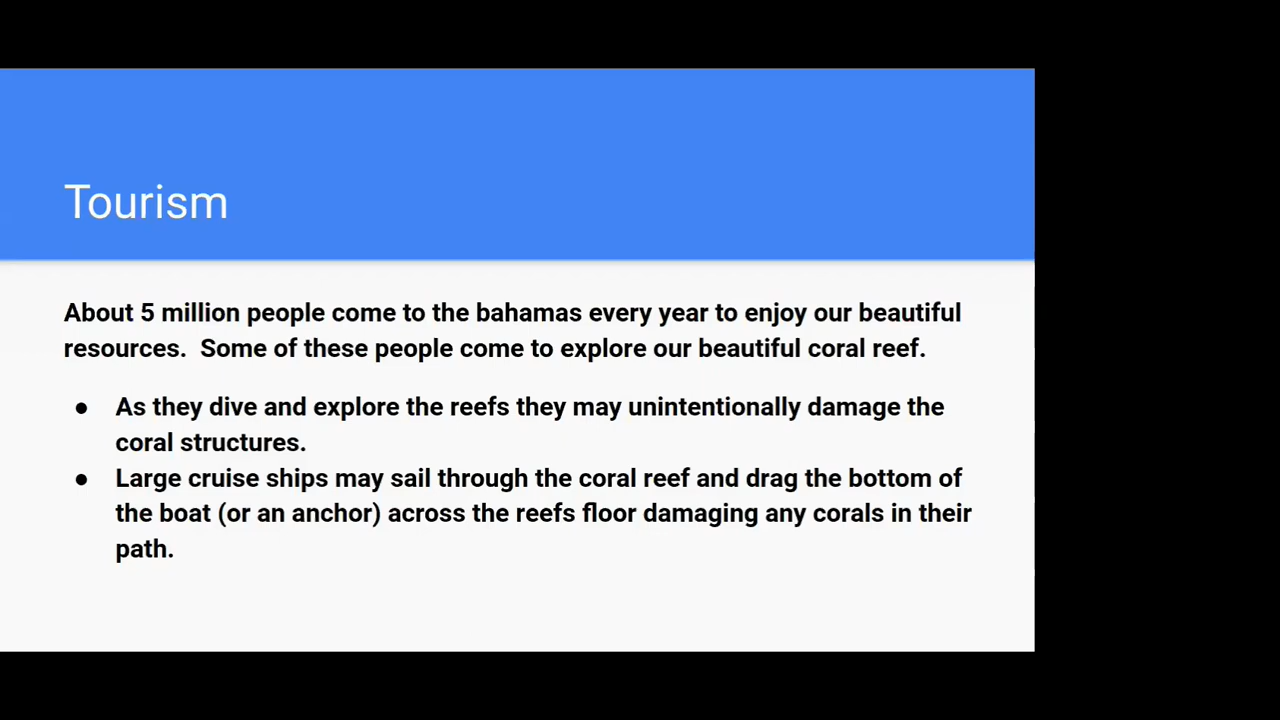 Tourism
About 5 million people come to the bahamas every year to enjoy our beautiful
resources.  Some of these people come to explore our beautiful coral reef.
● As they dive and explore the reefs they may unintentionally damage the
coral structures.
● Large cruise ships may sail through the coral reef and drag the bottom of
the boat (or an anchor) across the reefs floor damaging any corals in their
path.